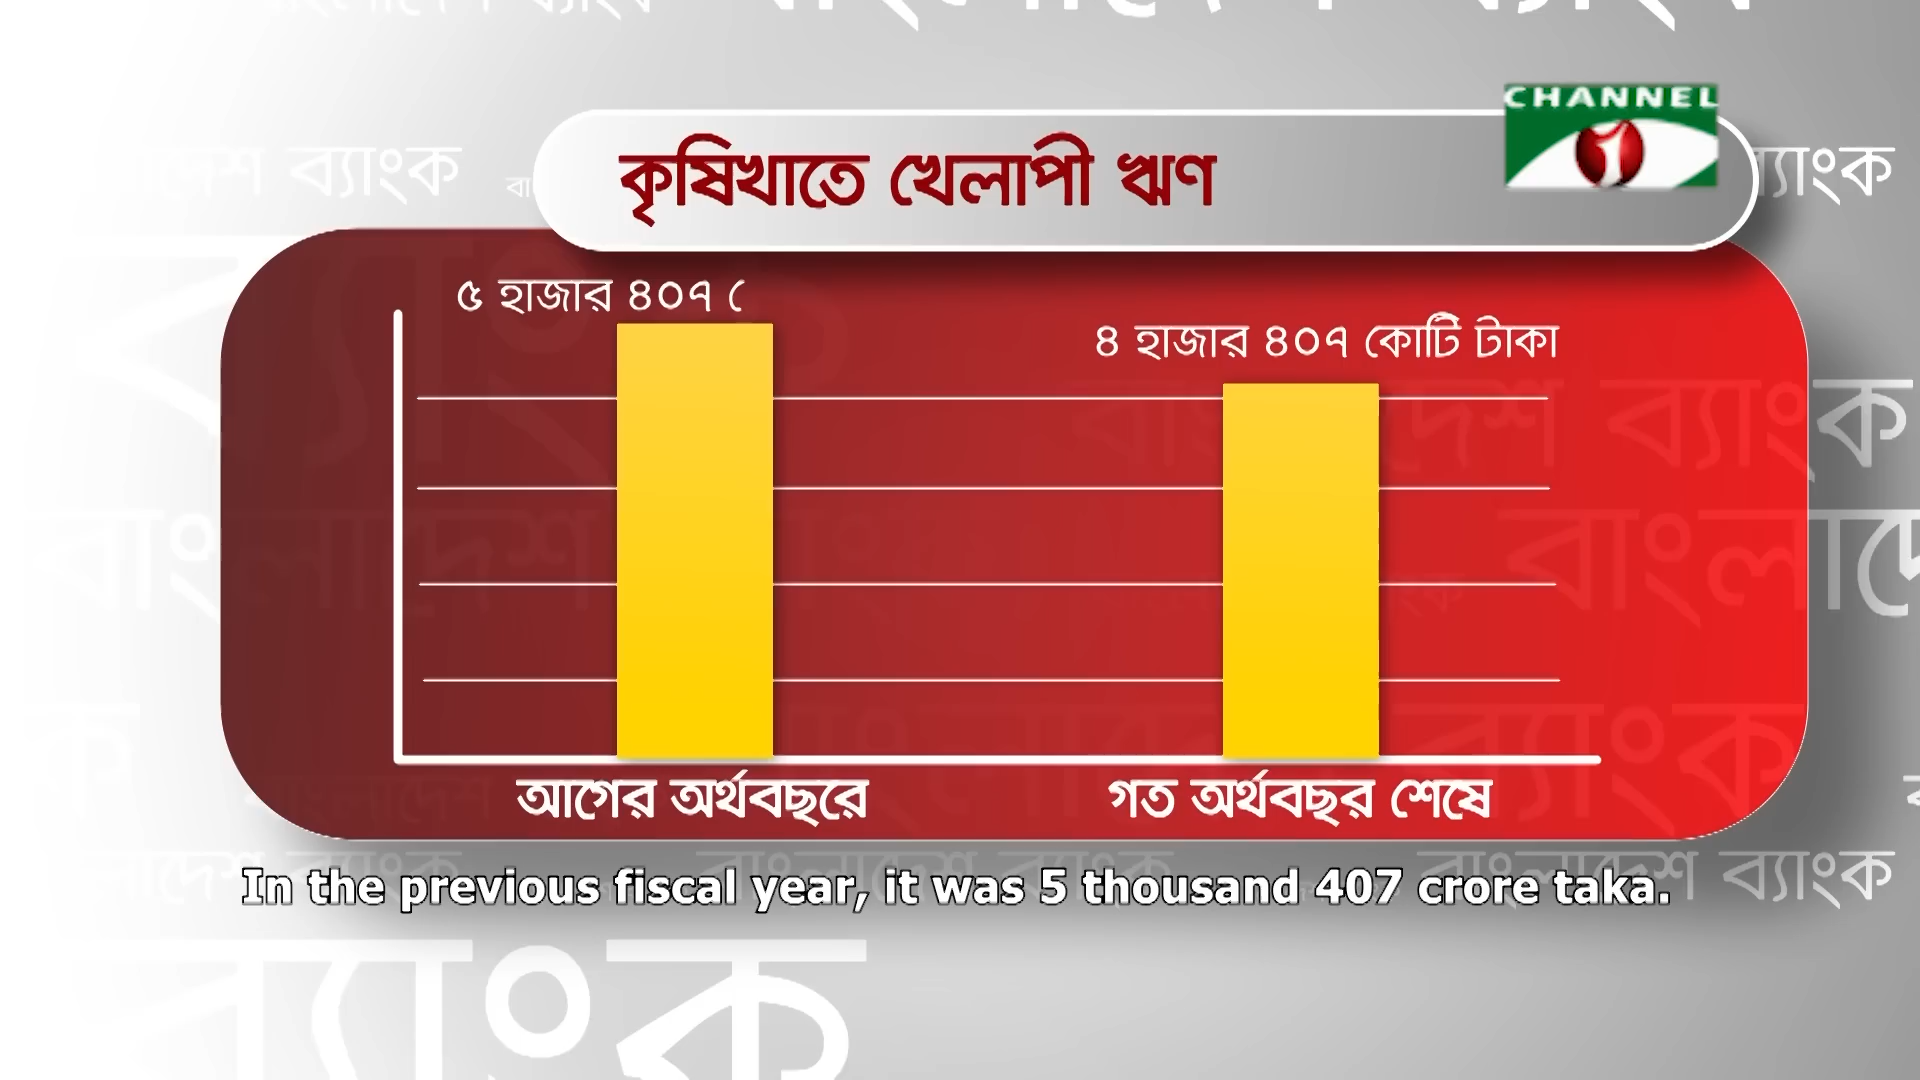 CHANNEL
কৃষিখাতে খেলাপী ঋণ
৫ হাজার ৪০৭
৪ হাজার ৪০৭ কোটি টাকা
আগের অর্থবছরে
গত অর্থবছর শেষে
In the previous fiscal year, it was 5 thousand 407 crore taka.
বাংলাদেশ ব্যাংক